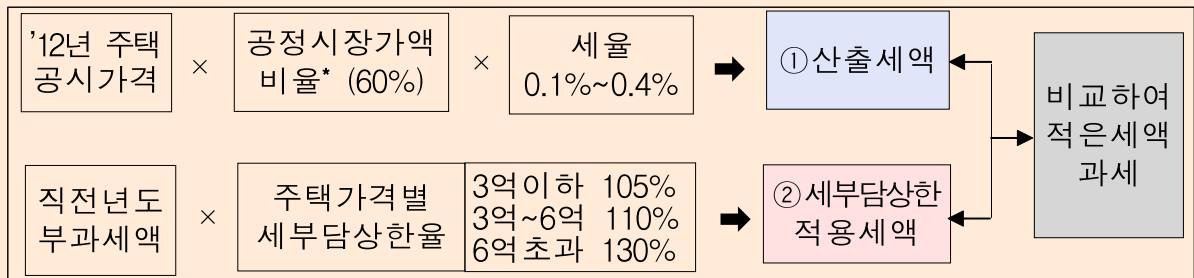 ’12년 주택
공시가격
×
공정시장가액
비율* (60%)
×
세율
0.1%~0.4%
①산출세액
비교하여
적은세액
과세
직전년도
부과세액
×
주택가격별
세부담상한율
3억이하 105%
3억~6억 110%
6억초과 130%
②세부담상한
적용세액